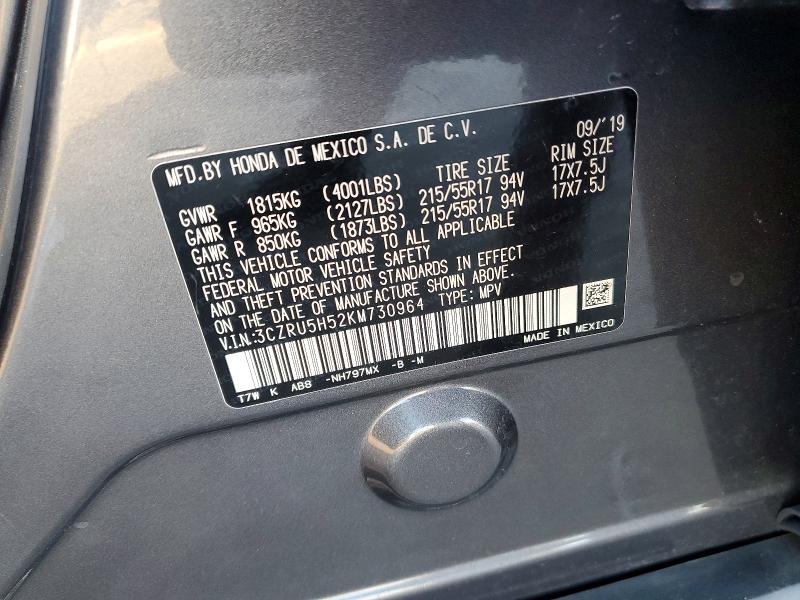 MFD.BY HONDA DE MEXICO S.A. DE C.V. 09/'19
TIRE SIZE RIM SIZE
GVWR 1815KG (4001LBS)
GAWR F 965KG (2127LBS) 215/55R17 94V 17X7.5J
GAWR R 850KG (1873LBS) 215/55R17 94V 17X7.5J
THIS VEHICLE CONFORMS TO ALL APPLICABLE
FEDERAL MOTOR VEHICLE SAFETY
AND THEFT PREVENTION STANDARDS IN EFFECT
ON THE DATE OF MANUFACTURE SHOWN ABOVE.
V.I.N.:3CZRU5H52KM730964 TYPE: MPV
MADE IN MEXICO
T7W K AB8 -NH797MX -B -M